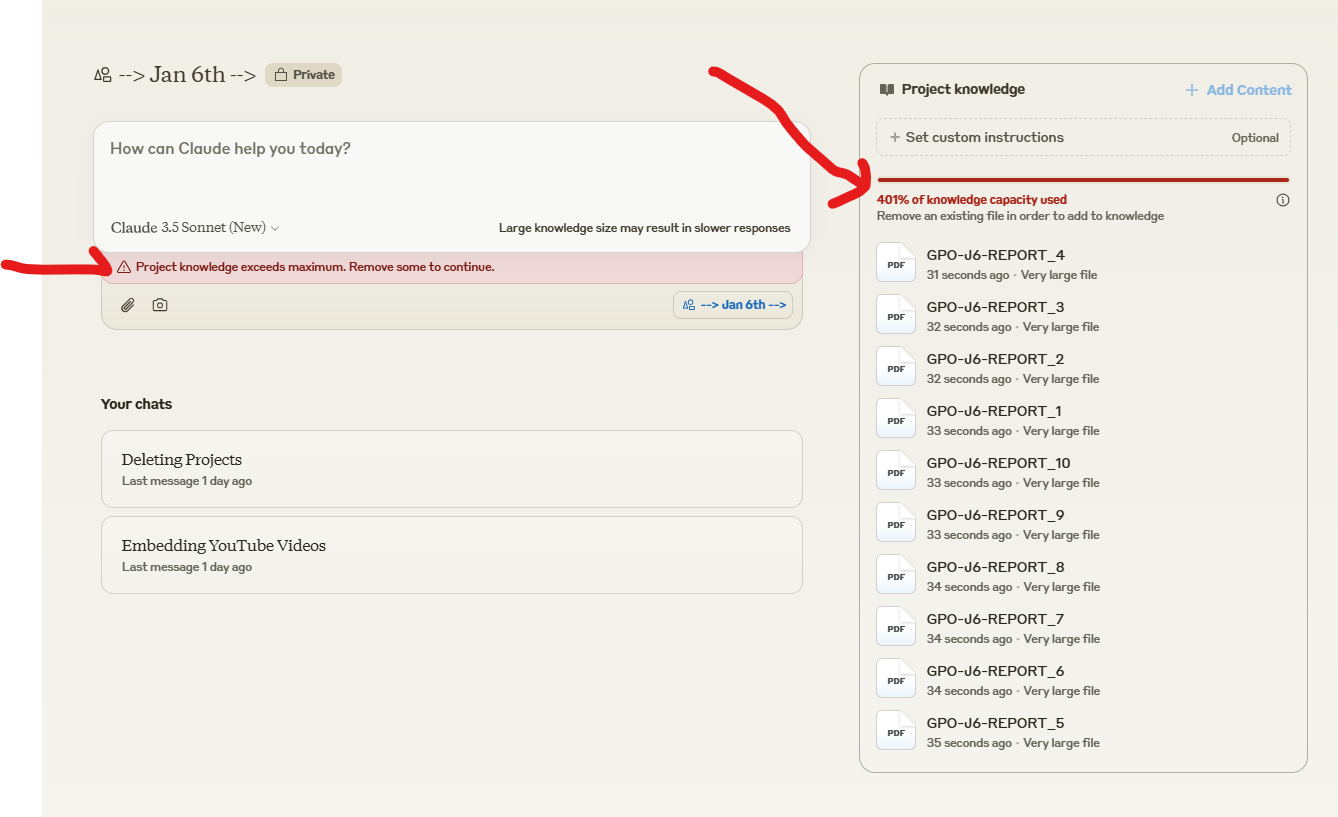 --> Jan 6th --> Private
How can Claude help you today?
Claude 3.5 Sonnet (New)
Large knowledge size may result in slower responses
Project knowledge exceeds maximum. Remove some to continue.
--> Jan 6th -->
Your chats
Deleting Projects
Last message 1 day ago
Embedding YouTube Videos
Last message 1 day ago
Project knowledge
+ Add Content
+ Set custom instructions
Optional
401% of knowledge capacity used
Remove an existing file in order to add to knowledge
PDF
GPO-J6-REPORT_4
31 seconds ago · Very large file
PDF
GPO-J6-REPORT_3
32 seconds ago · Very large file
PDF
GPO-J6-REPORT_2
32 seconds ago · Very large file
PDF
GPO-J6-REPORT_1
33 seconds ago · Very large file
PDF
GPO-J6-REPORT_10
33 seconds ago · Very large file
PDF
GPO-J6-REPORT_9
33 seconds ago · Very large file
PDF
GPO-J6-REPORT_8
34 seconds ago · Very large file
PDF
GPO-J6-REPORT_7
34 seconds ago · Very large file
PDF
GPO-J6-REPORT_6
34 seconds ago · Very large file
PDF
GPO-J6-REPORT_5
35 seconds ago · Very large file